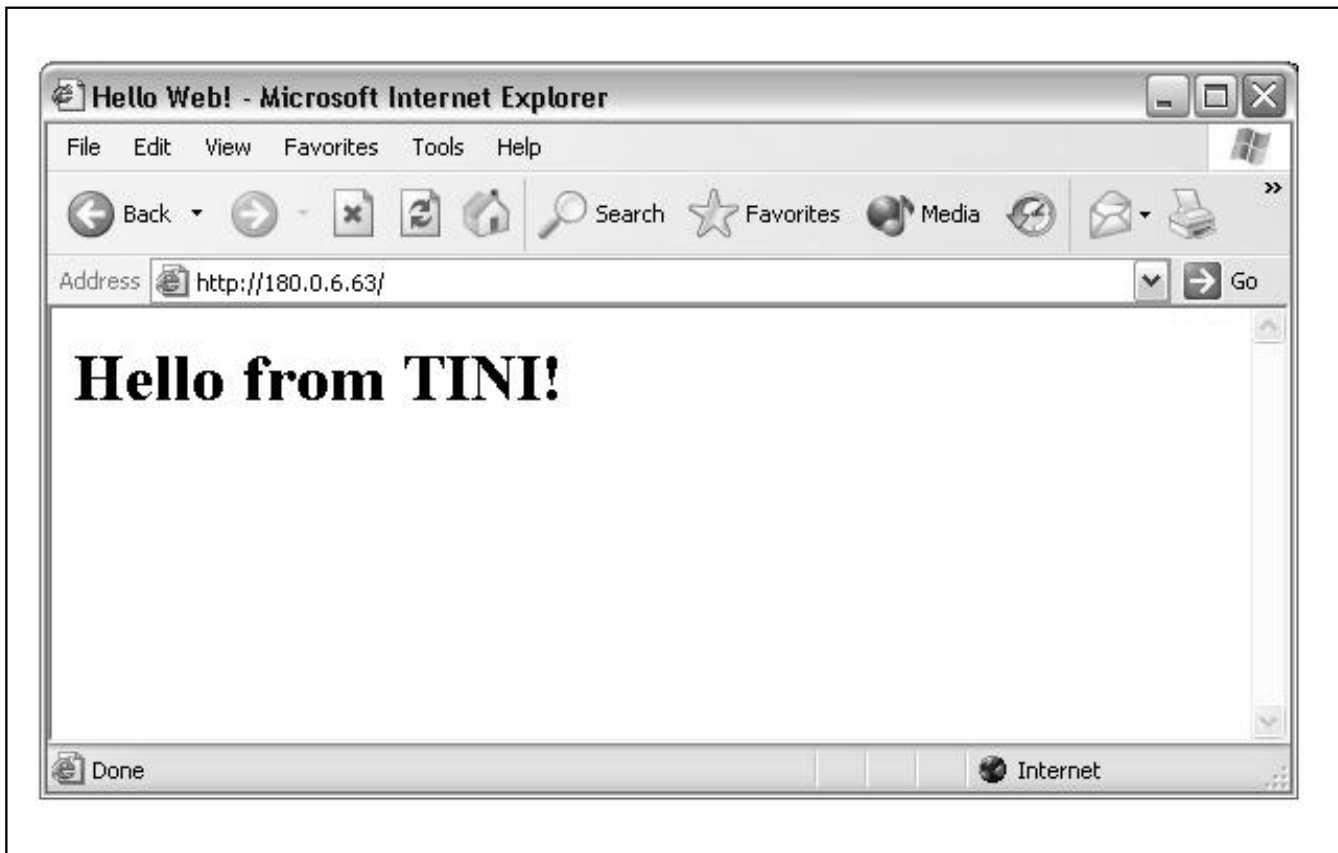 Hello Web! - Microsoft Internet Explorer
File Edit View Favorites Tools Help
Back Search Favorites Media »
Address http://180.0.6.63/ Go
Hello from TINI!
Done Internet